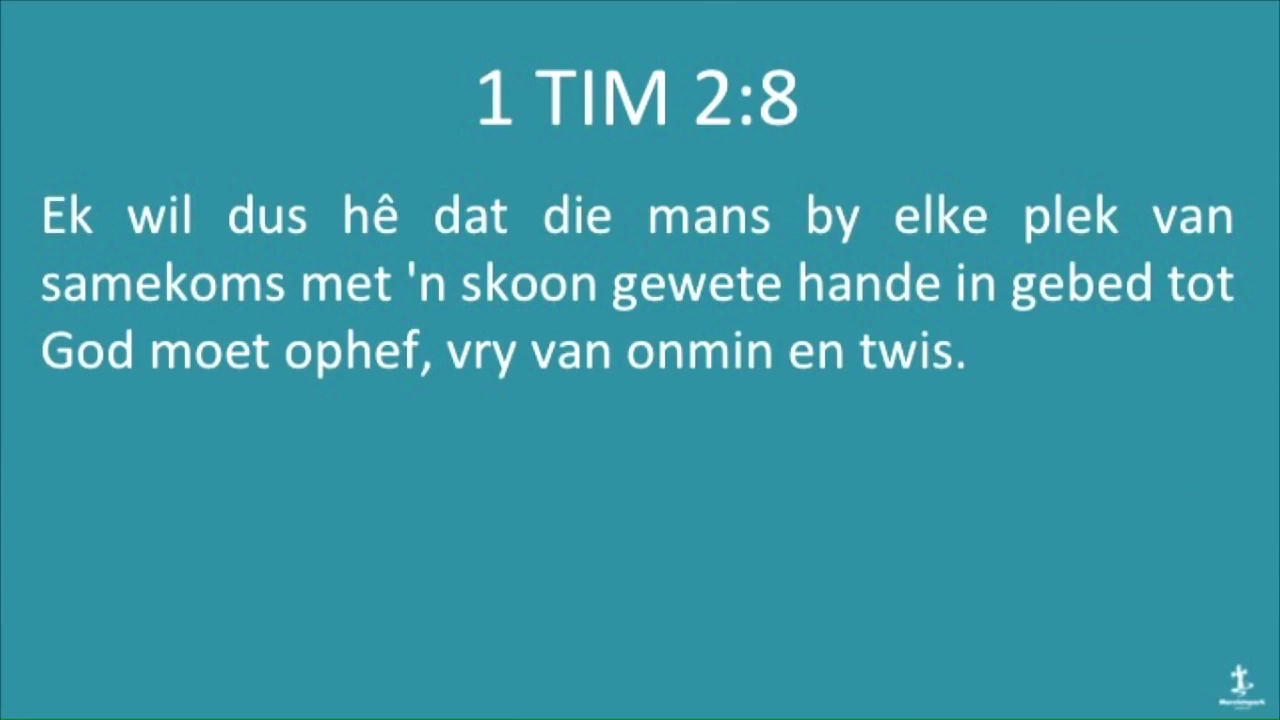 1 TIM 2:8
Ek wil dus hê dat die mans by elke plek van
samekoms met 'n skoon gewete hande in gebed tot
God moet ophef, vry van onmin en twis.